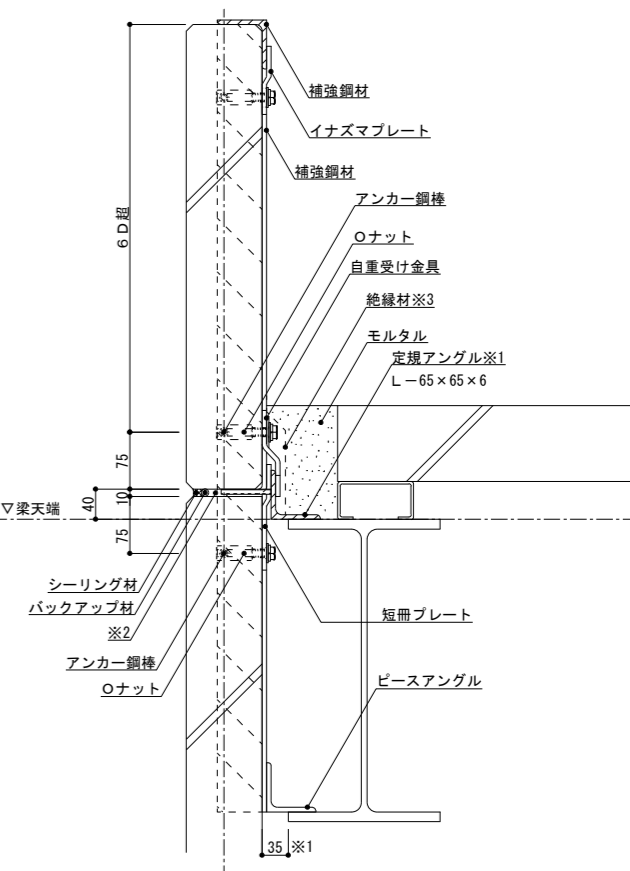 補強鋼材
イナズマプレート
補強鋼材
アンカー鋼棒
Oナット
自重受け金具
絶縁材※3
モルタル
定規アングル※1
L－65×65×6
6D超
75
10
40
75
▽梁天端
シーリング材
バックアップ材
※2
アンカー鋼棒
Oナット
短冊プレート
ピースアングル
35 ※1